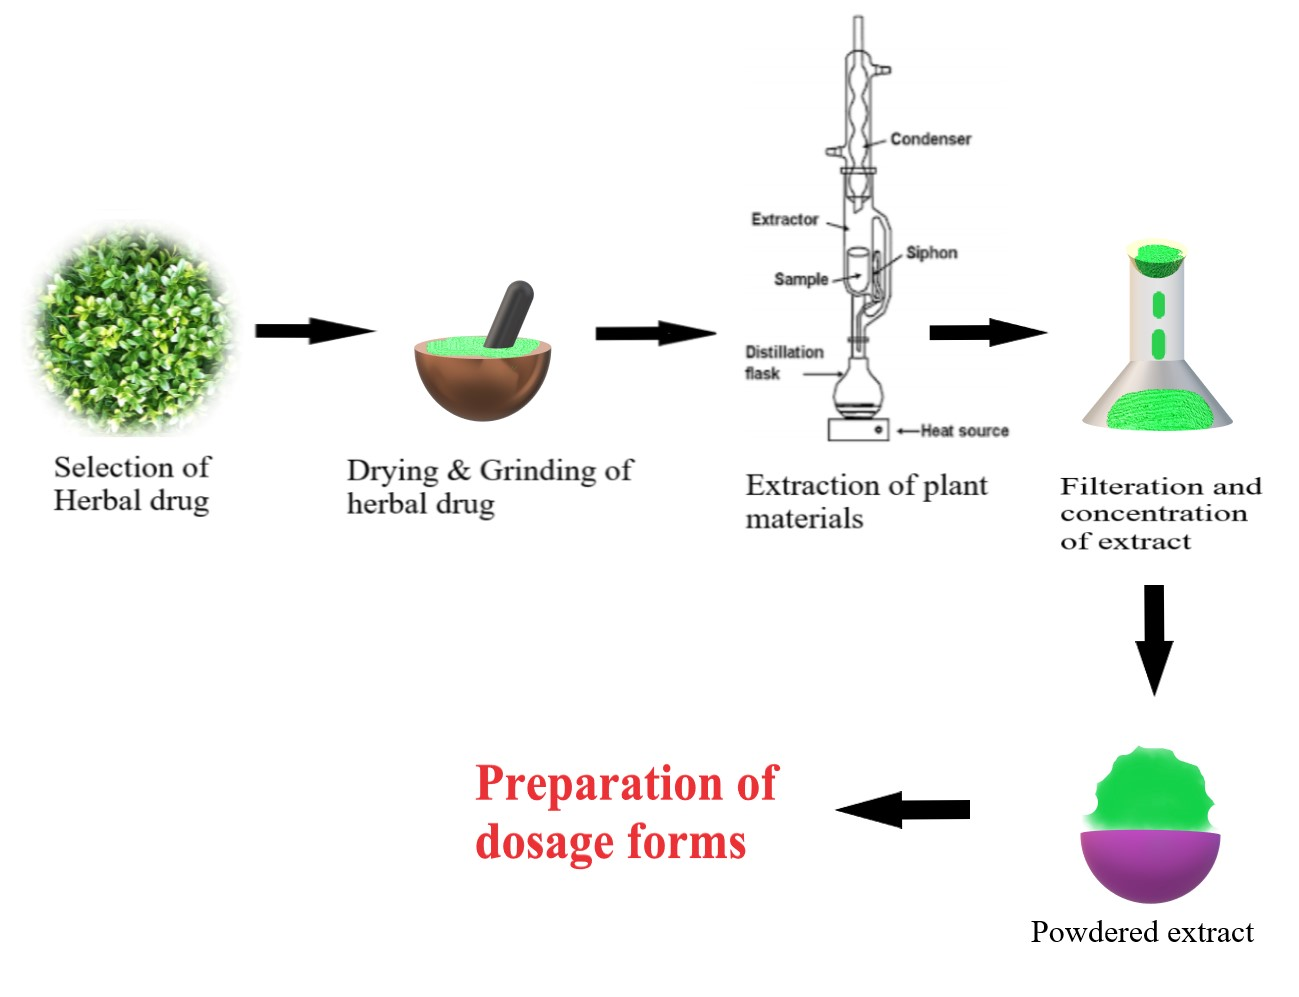 Condenser
Extractor
Siphon
Sample
Distillation
flask
Heat source
Selection of
Herbal drug
Drying & Grinding of
herbal drug
Extraction of plant
materials
Filteration and
concentration
of extract
Preparation of
dosage forms
Powdered extract